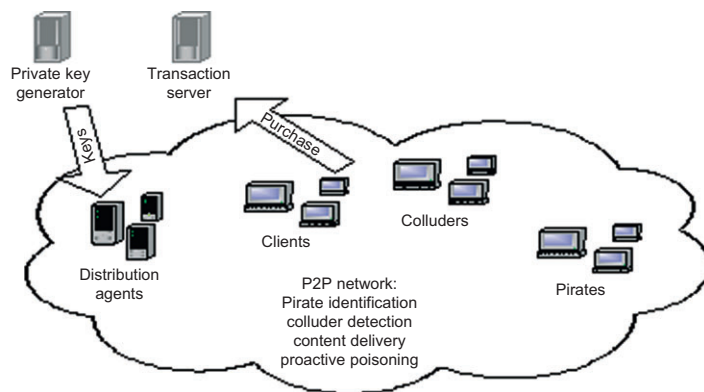 Private key
generator
Transaction
server
Keys
Purchase
Clients
Colluders
Distribution
agents
Pirates
P2P network:
Pirate identification
colluder detection
content delivery
proactive poisoning